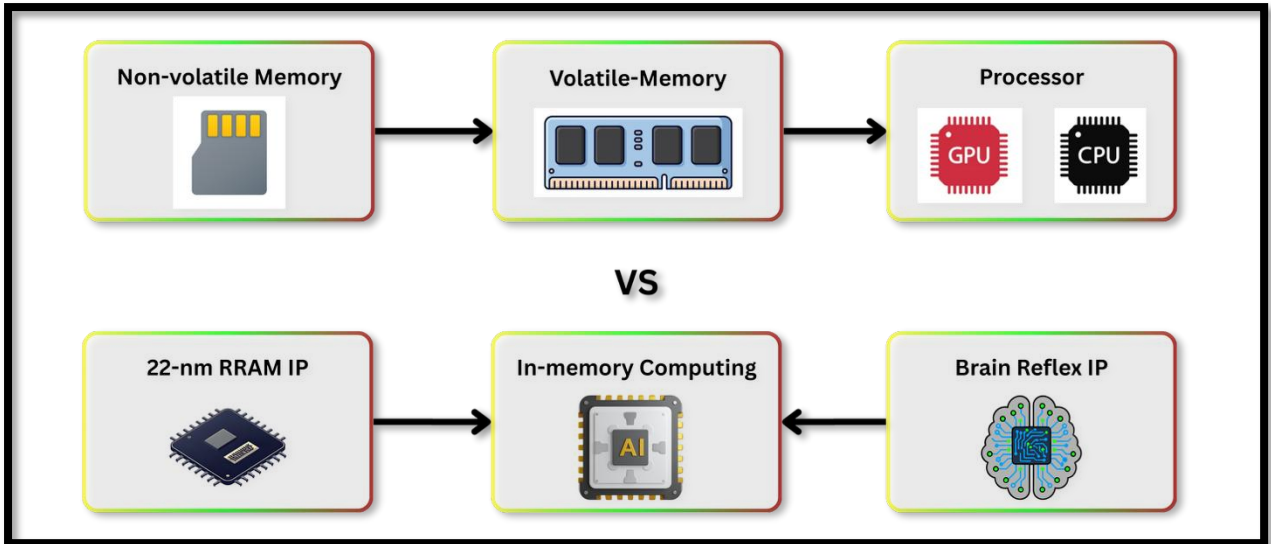 Non-volatile Memory
Volatile-Memory
Processor
GPU
CPU
VS
22-nm RRAM IP
In-memory Computing
Brain Reflex IP
AI